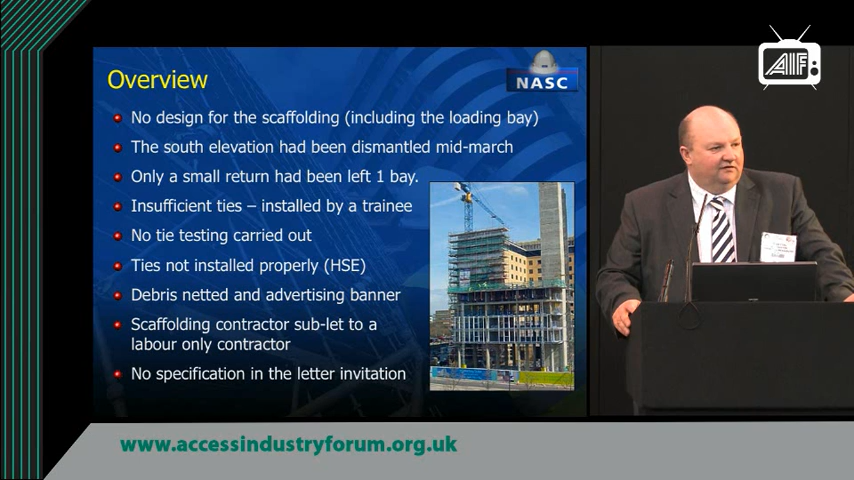 AIF
Overview
NASC
No design for the scaffolding (including the loading bay)
The south elevation had been dismantled mid-march
Only a small return had been left 1 bay.
Insufficient ties – installed by a trainee
No tie testing carried out
Ties not installed properly (HSE)
Debris netted and advertising banner
Scaffolding contractor sub-let to a
labour only contractor
No specification in the letter invitation
www.accessindustryforum.org.uk